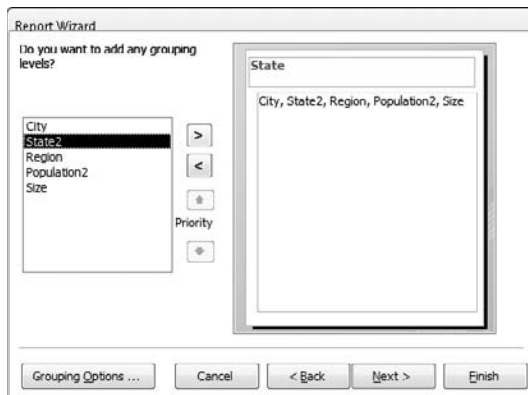 Report Wizard
Do you want to add any grouping
levels?
City
State2
Region
Population2
Size
>
<
Priority
State
City, State2, Region, Population2, Size
Grouping Options ...
Cancel
< Back
Next >
Finish